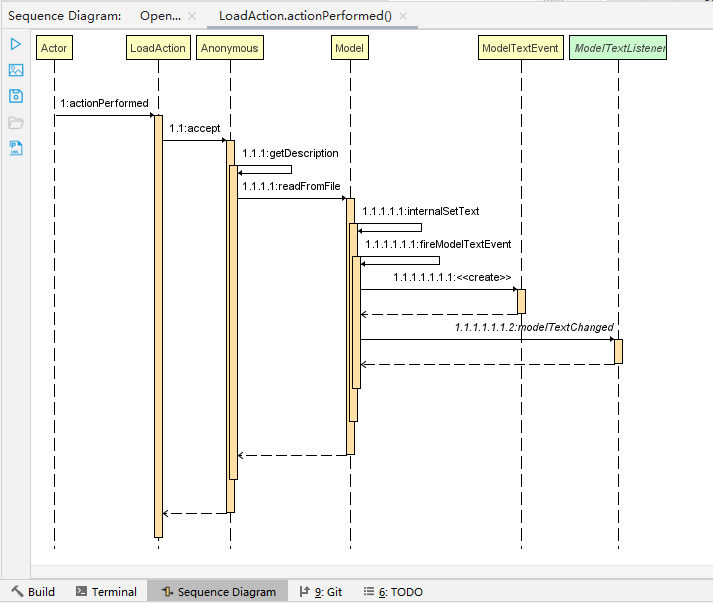 Sequence Diagram: Open... LoadAction.actionPerformed()
Actor LoadAction Anonymous Model ModelTextEvent ModelTextListener
1:actionPerformed
1.1:accept
1.1.1:getDescription
1.1.1.1:readFromFile
1.1.1.1.1:internalSetText
1.1.1.1.1.1:fireModelTextEvent
1.1.1.1.1.1.1:<<create>>
1.1.1.1.1.1.2:modelTextChanged
Build Terminal Sequence Diagram 9: Git 6: TODO